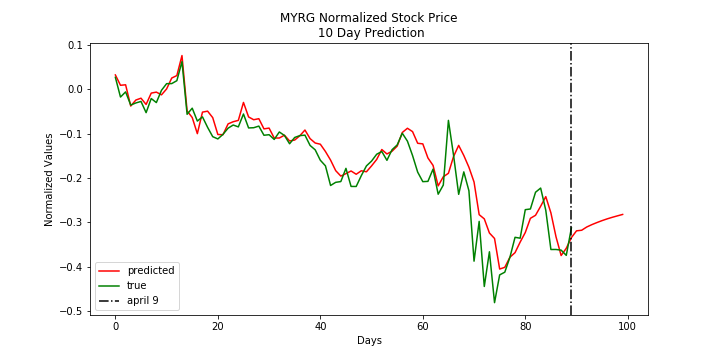 MYRG Normalized Stock Price
10 Day Prediction
0.1
0.0
−0.1
−0.2
−0.3
−0.4
−0.5
Normalized Values
predicted
true
april 9
0 20 40 60 80 100
Days